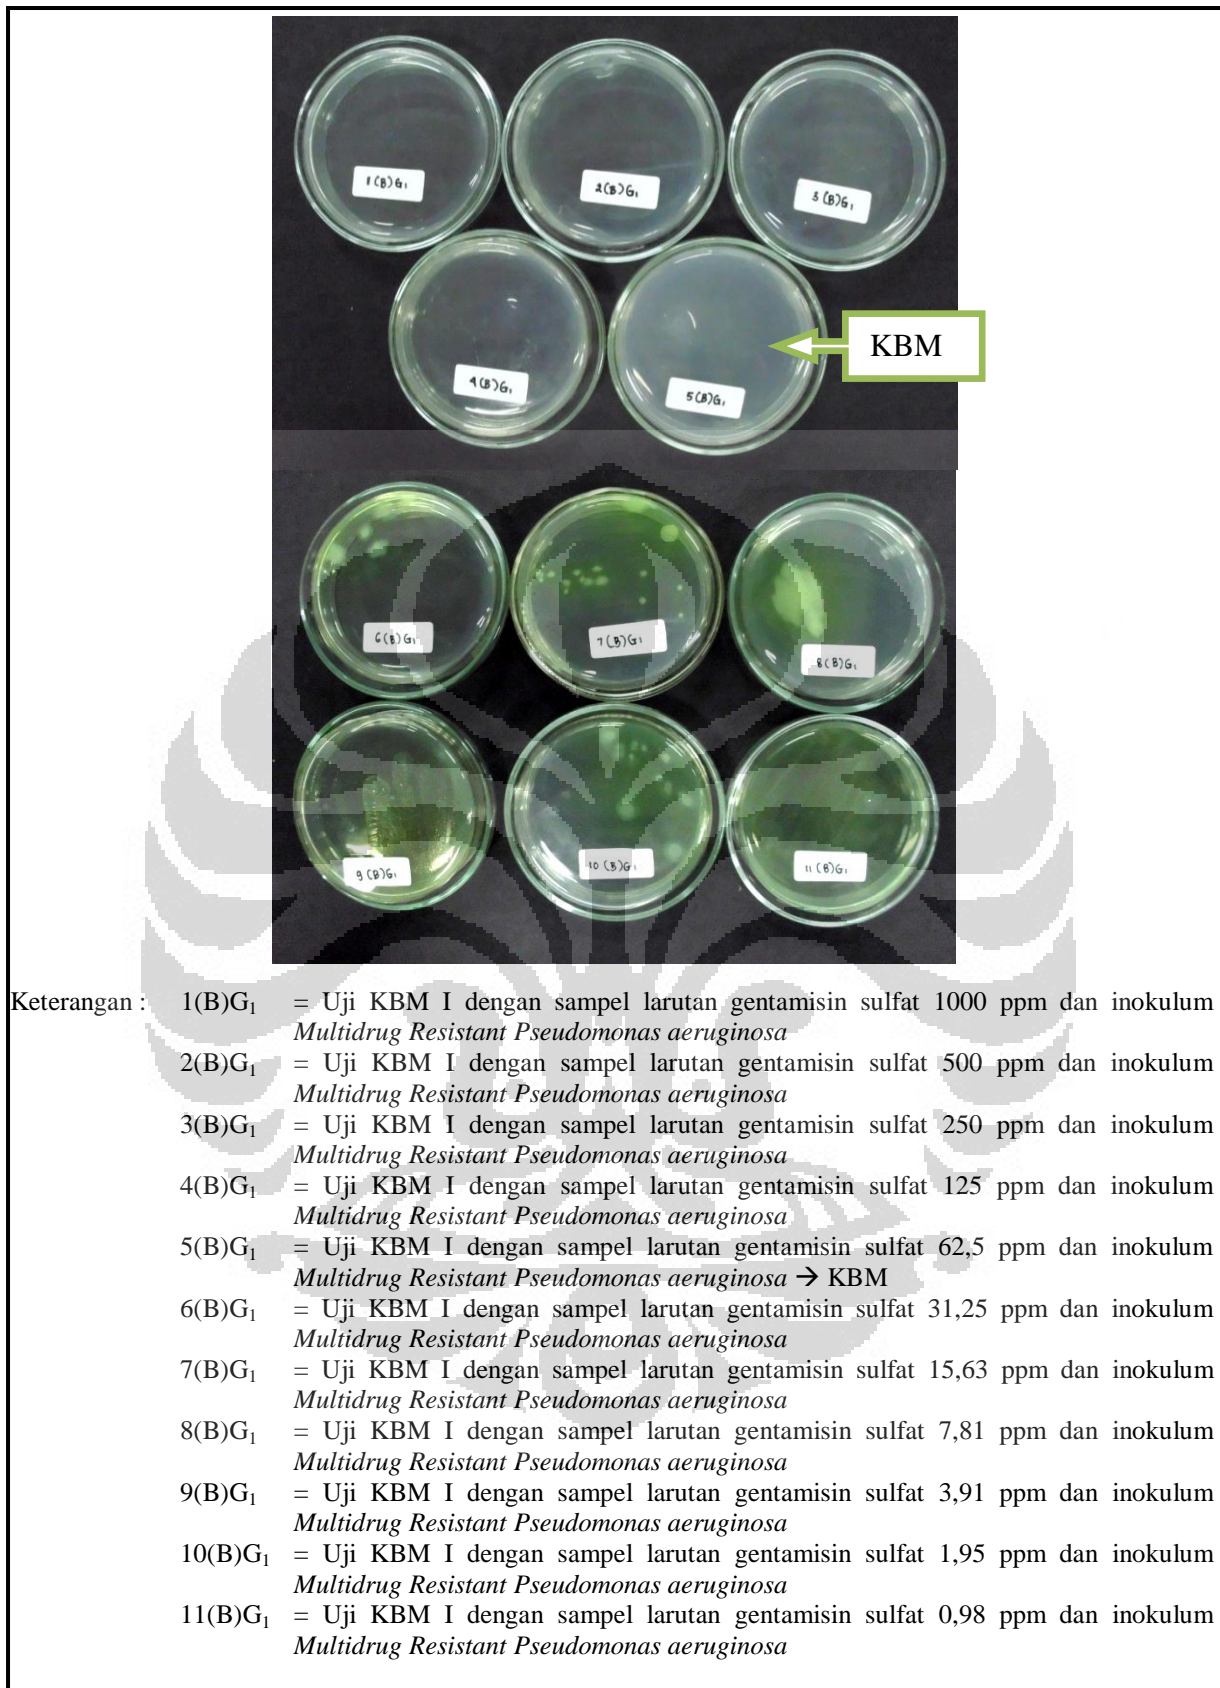 1(B)G₁
2(B)G₁
3(B)G₁
4(B)G₁
5(B)G₁
KBM
6(B)G₁
7(B)G₁
8(B)G₁
9(B)G₁
10(B)G₁
11(B)G₁
Keterangan : 1(B)G₁ = Uji KBM I dengan sampel larutan gentamisin sulfat 1000 ppm dan inokulum
Multidrug Resistant Pseudomonas aeruginosa
2(B)G₁ = Uji KBM I dengan sampel larutan gentamisin sulfat 500 ppm dan inokulum
Multidrug Resistant Pseudomonas aeruginosa
3(B)G₁ = Uji KBM I dengan sampel larutan gentamisin sulfat 250 ppm dan inokulum
Multidrug Resistant Pseudomonas aeruginosa
4(B)G₁ = Uji KBM I dengan sampel larutan gentamisin sulfat 125 ppm dan inokulum
Multidrug Resistant Pseudomonas aeruginosa
5(B)G₁ = Uji KBM I dengan sampel larutan gentamisin sulfat 62,5 ppm dan inokulum
Multidrug Resistant Pseudomonas aeruginosa → KBM
6(B)G₁ = Uji KBM I dengan sampel larutan gentamisin sulfat 31,25 ppm dan inokulum
Multidrug Resistant Pseudomonas aeruginosa
7(B)G₁ = Uji KBM I dengan sampel larutan gentamisin sulfat 15,63 ppm dan inokulum
Multidrug Resistant Pseudomonas aeruginosa
8(B)G₁ = Uji KBM I dengan sampel larutan gentamisin sulfat 7,81 ppm dan inokulum
Multidrug Resistant Pseudomonas aeruginosa
9(B)G₁ = Uji KBM I dengan sampel larutan gentamisin sulfat 3,91 ppm dan inokulum
Multidrug Resistant Pseudomonas aeruginosa
10(B)G₁ = Uji KBM I dengan sampel larutan gentamisin sulfat 1,95 ppm dan inokulum
Multidrug Resistant Pseudomonas aeruginosa
11(B)G₁ = Uji KBM I dengan sampel larutan gentamisin sulfat 0,98 ppm dan inokulum
Multidrug Resistant Pseudomonas aeruginosa